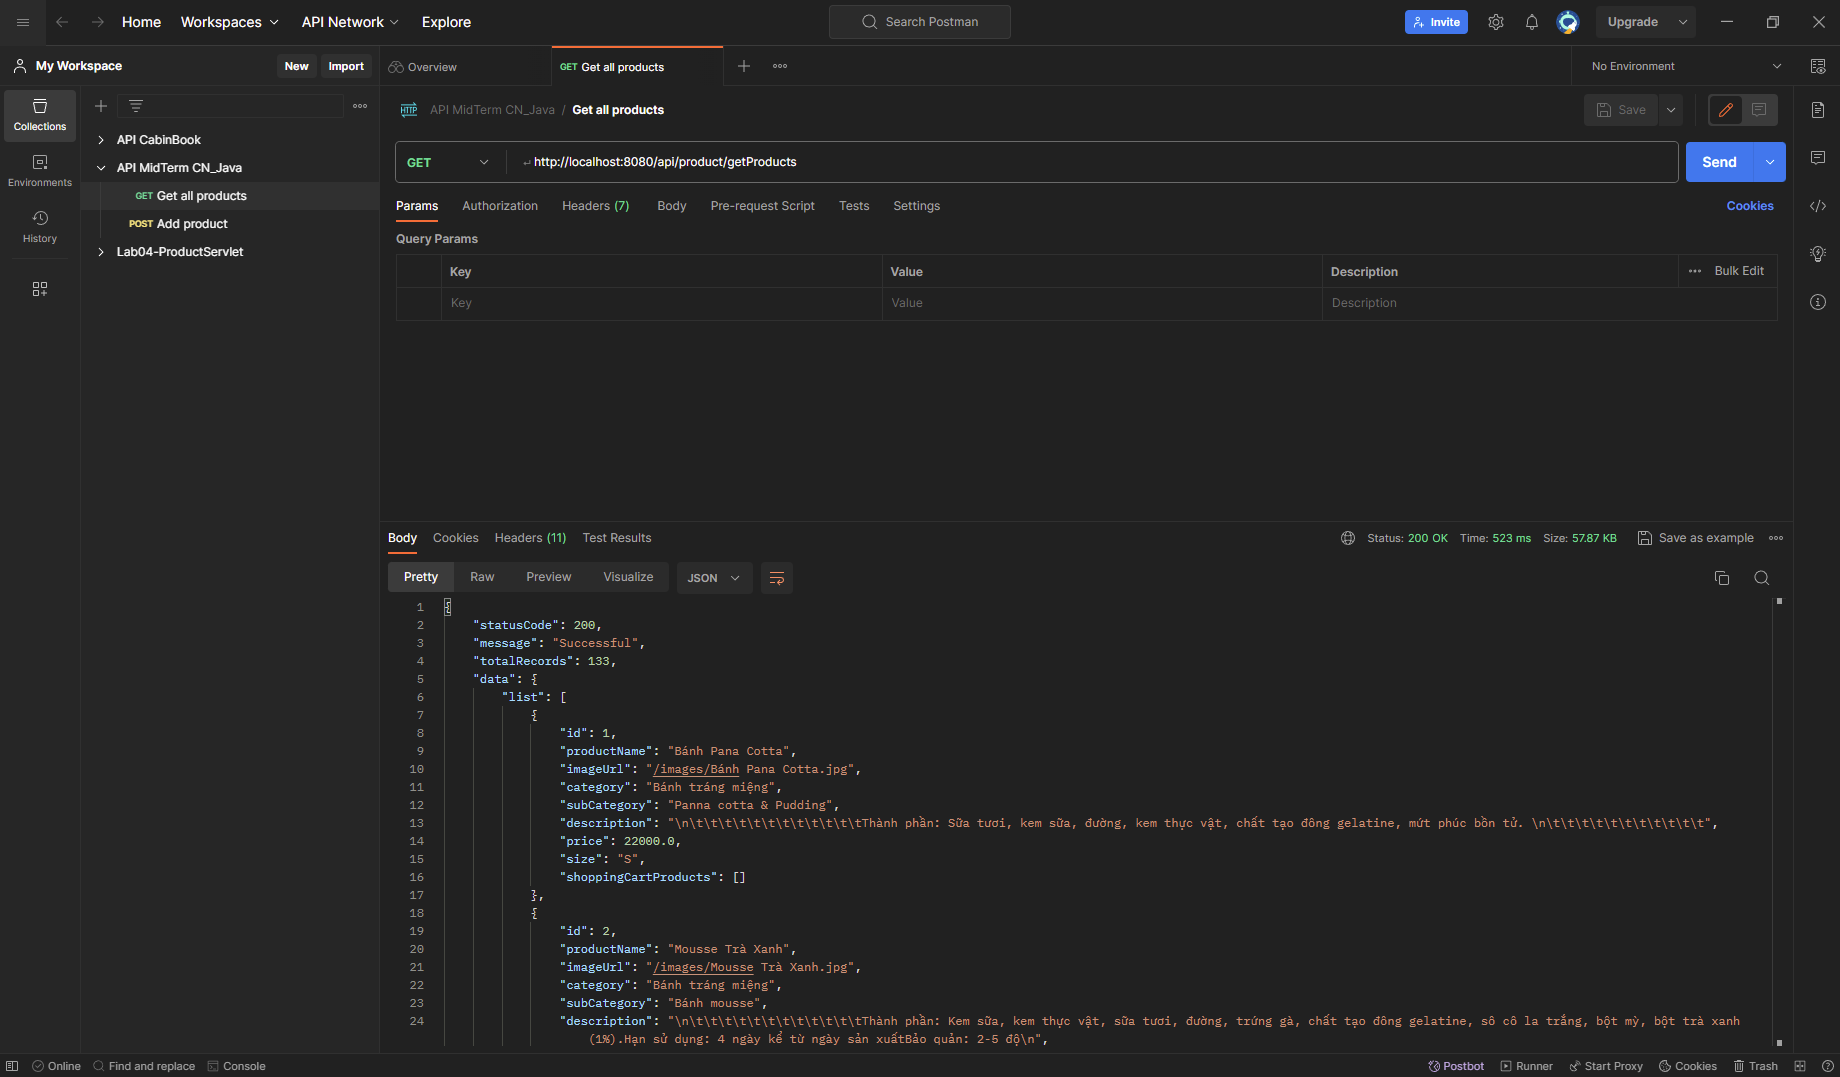 Home Workspaces API Network Explore Search Postman Invite Upgrade
My Workspace New Import Overview GET Get all products No Environment
Collections
Environments
History
API CabinBook
API MidTerm CN_Java
GET Get all products
POST Add product
Lab04-ProductServlet
HTTP API MidTerm CN_Java / Get all products Save
GET http://localhost:8080/api/product/getProducts Send
Params Authorization Headers (7) Body Pre-request Script Tests Settings Cookies
Query Params
Key Value Description Bulk Edit
Key Value Description
Body Cookies Headers (11) Test Results Status: 200 OK Time: 523 ms Size: 57.87 KB Save as example
Pretty Raw Preview Visualize JSON
1 {
2 "statusCode": 200,
3 "message": "Successful",
4 "totalRecords": 133,
5 "data": {
6 "list": [
7 {
8 "id": 1,
9 "productName": "Bánh Pana Cotta",
10 "imageUrl": "/images/Bánh Pana Cotta.jpg",
11 "category": "Bánh tráng miệng",
12 "subCategory": "Panna cotta & Pudding",
13 "description": "\n\t\t\t\t\t\t\t\t\t\t\t\tThành phần: Sữa tươi, kem sữa, đường, kem thực vật, chất tạo đông gelatine, mứt phúc bồn tử. \n\t\t\t\t\t\t\t\t\t\t\t",
14 "price": 22000.0,
15 "size": "S",
16 "shoppingCartProducts": []
17 },
18 {
19 "id": 2,
20 "productName": "Mousse Trà Xanh",
21 "imageUrl": "/images/Mousse Trà Xanh.jpg",
22 "category": "Bánh tráng miệng",
23 "subCategory": "Bánh mousse",
24 "description": "\n\t\t\t\t\t\t\t\t\t\t\t\tThành phần: Kem sữa, kem thực vật, sữa tươi, đường, trứng gà, chất tạo đông gelatine, sô cô la trắng, bột mỳ, bột trà xanh
(1%).Hạn sử dụng: 4 ngày kể từ ngày sản xuấtBảo quản: 2-5 độ\n",
Online Find and replace Console Postbot Runner Start Proxy Cookies Trash